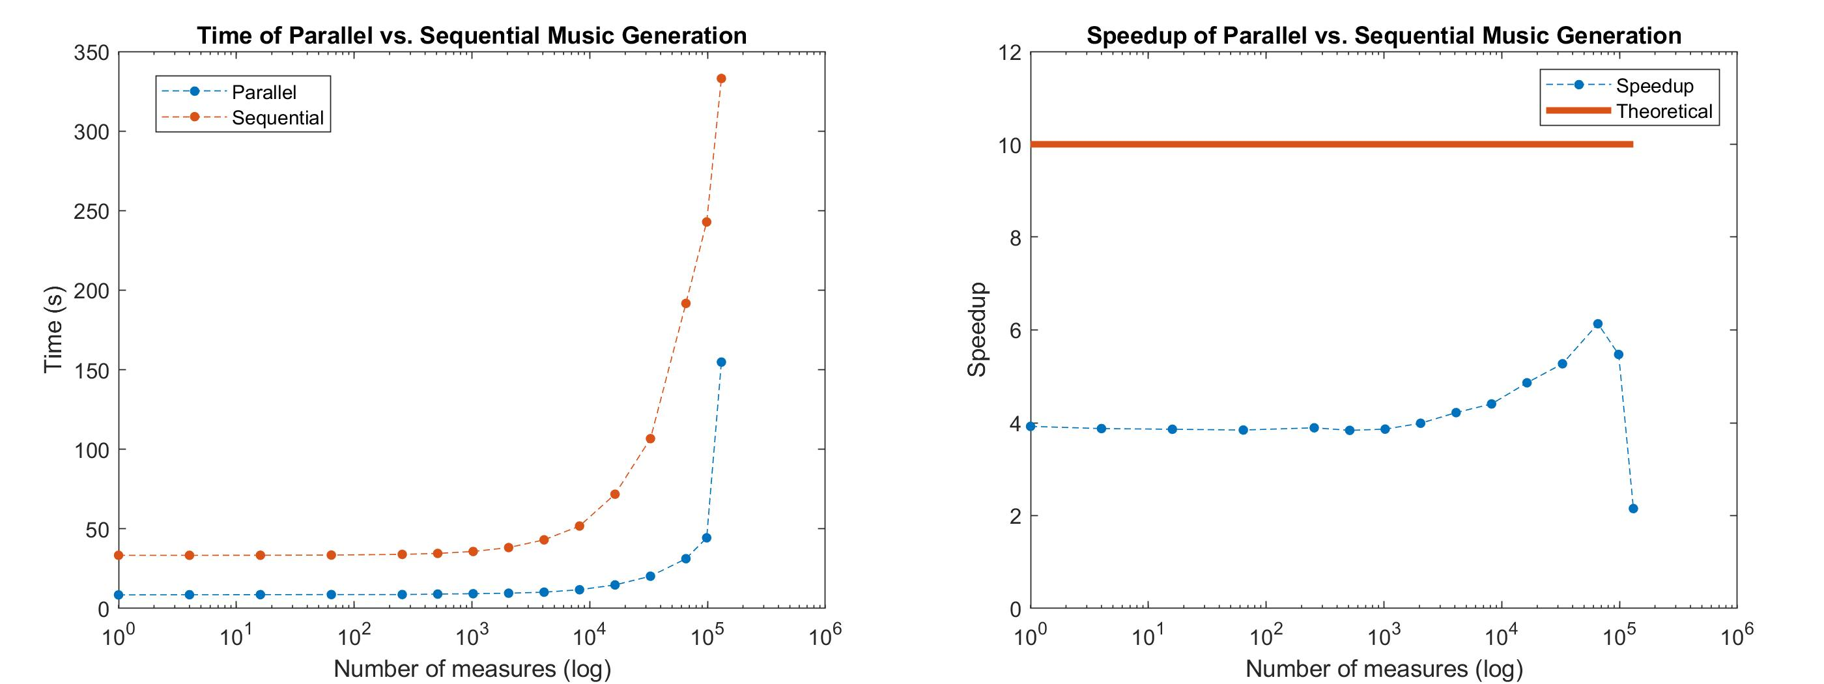 Time of Parallel vs. Sequential Music Generation
350
300
250
200
150
100
50
0
Time (s)
Parallel
Sequential
10^0 10^1 10^2 10^3 10^4 10^5 10^6
Number of measures (log)
Speedup of Parallel vs. Sequential Music Generation
12
10
8
6
4
2
0
Speedup
Speedup
Theoretical
10^0 10^1 10^2 10^3 10^4 10^5 10^6
Number of measures (log)